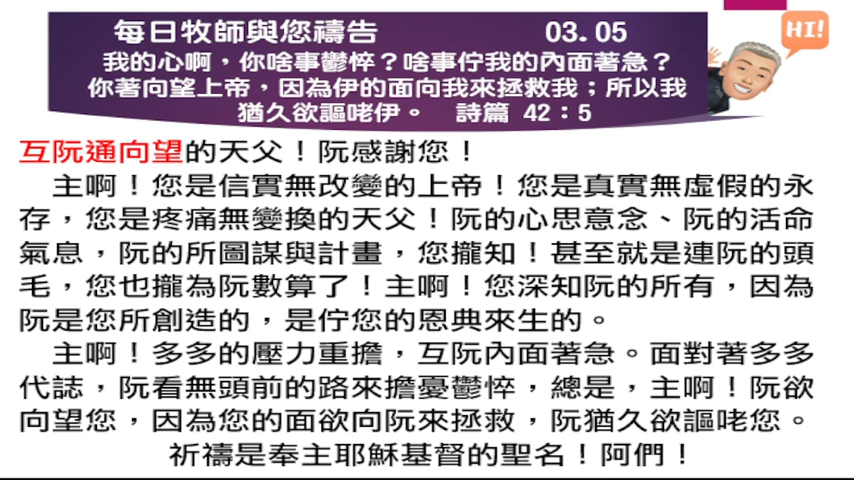 每日牧師與您禱告 03.05
HI!
我的心啊，你啥事鬱悴？啥事佇我的內面著急？
你著向望上帝，因為伊的面向我來拯救我；所以我
猶久欲謳咾伊。 詩篇 42：5
互阮通向望的天父！阮感謝您！
主啊！您是信實無改變的上帝！您是真實無虛假的永
存，您是疼痛無變換的天父！阮的心思意念、阮的活命
氣息，阮的所圖謀與計畫，您攏知！甚至就是連阮的頭
毛，您也攏為阮數算了！主啊！您深知阮的所有，因為
阮是您所創造的，是佇您的恩典來生的。
主啊！多多的壓力重擔，互阮內面著急。面對著多多
代誌，阮看無頭前的路來擔憂鬱悴，總是，主啊！阮欲
向望您，因為您的面欲向阮來拯救，阮猶久欲謳咾您。
祈禱是奉主耶穌基督的聖名！阿們！